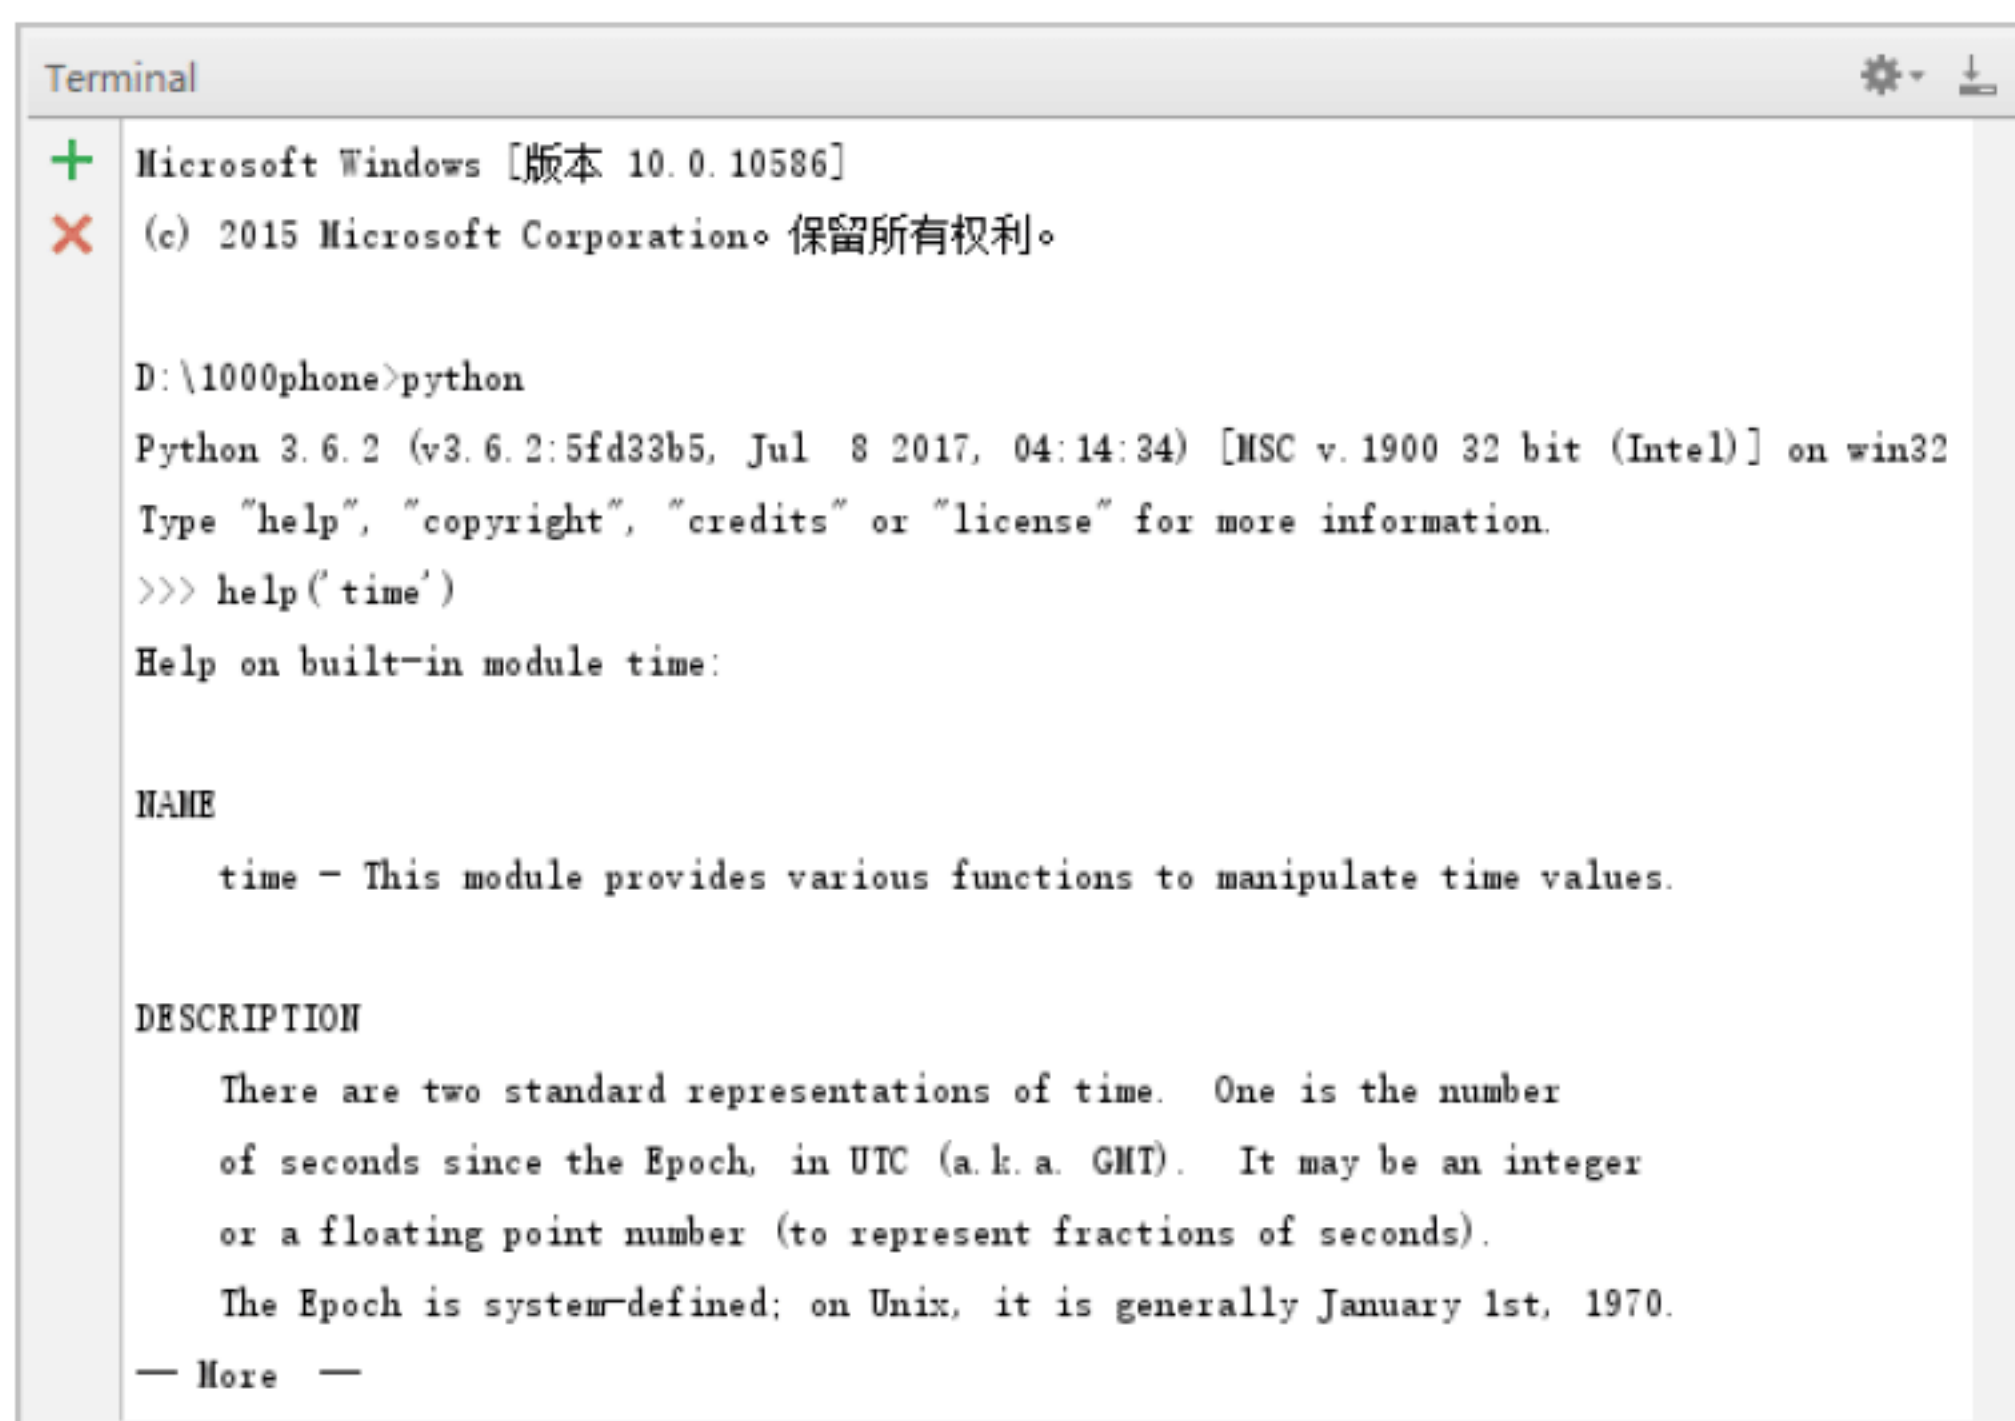 Terminal
Microsoft Windows [版本 10.0.10586]
(c) 2015 Microsoft Corporation。保留所有权利。
D:\1000phone>python
Python 3.6.2 (v3.6.2:5fd33b5, Jul  8 2017, 04:14:34) [MSC v.1900 32 bit (Intel)] on win32
Type "help", "copyright", "credits" or "license" for more information.
>>> help('time')
Help on built-in module time:
NAME
time - This module provides various functions to manipulate time values.
DESCRIPTION
There are two standard representations of time.  One is the number
of seconds since the Epoch, in UTC (a.k.a. GMT).  It may be an integer
or a floating point number (to represent fractions of seconds).
The Epoch is system-defined; on Unix, it is generally January 1st, 1970.
-- More  --